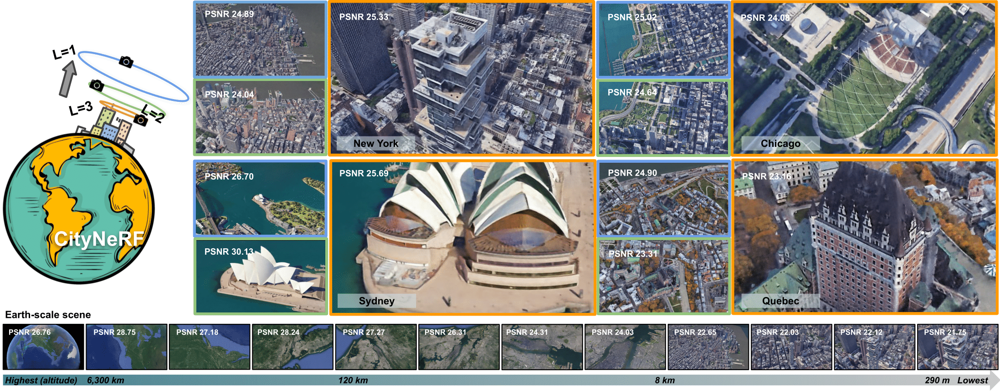 L=1
L=3
L=2
CityNeRF
PSNR 24.89
PSNR 24.04
PSNR 25.33
New York
PSNR 25.02
PSNR 24.64
PSNR 24.08
Chicago
PSNR 26.70
PSNR 30.13
PSNR 25.69
Sydney
PSNR 24.90
PSNR 23.31
PSNR 23.16
Quebec
Earth-scale scene
PSNR 26.76
PSNR 28.75
PSNR 27.18
PSNR 28.24
PSNR 27.27
PSNR 26.31
PSNR 24.31
PSNR 24.03
PSNR 22.65
PSNR 22.03
PSNR 22.12
PSNR 21.75
Highest (altitude) 6,300 km 120 km 8 km 290 m Lowest